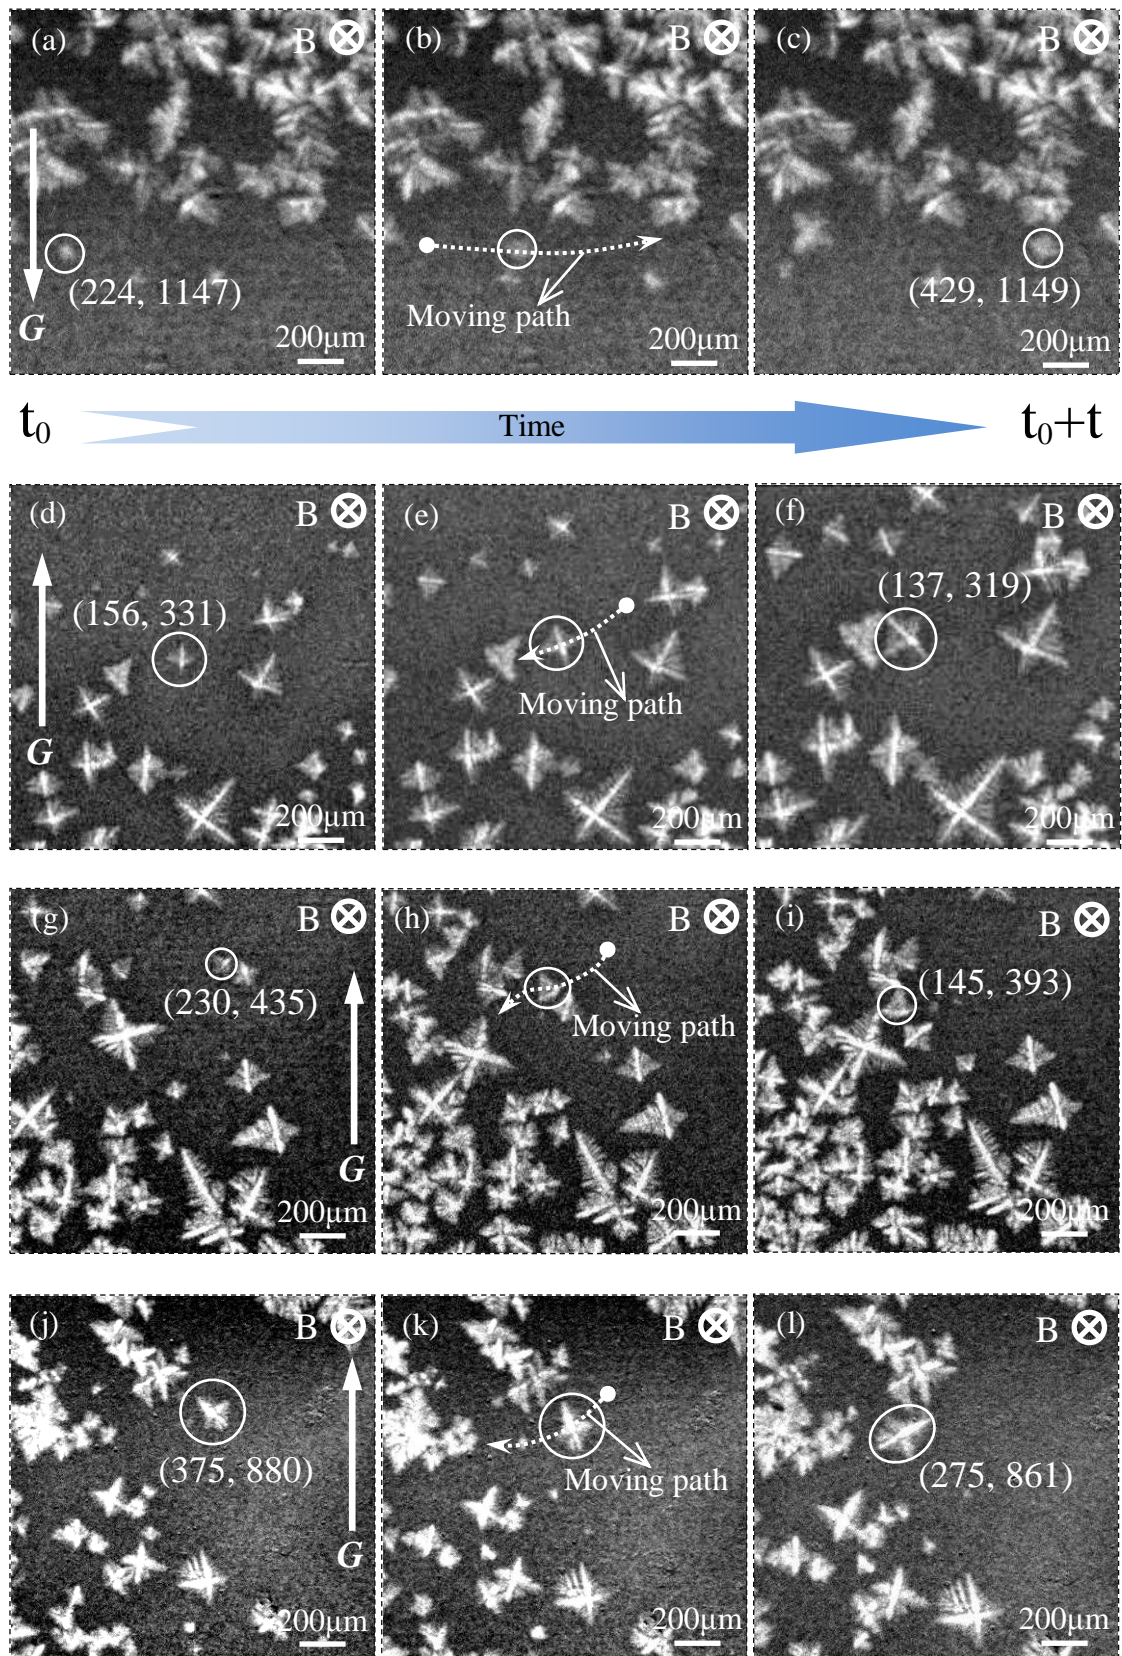 (a) B (b) B (c) B
(224, 1147) (429, 1149)
G Moving path
200µm 200µm 200µm
t₀ Time t₀+t
(d) B (e) B (f) B
(156, 331) (137, 319)
G Moving path
200µm 200µm 200µm
(g) B (h) B (i) B
(230, 435) Moving path (145, 393)
G
200µm 200µm 200µm
(j) B (k) B (l) B
(375, 880) Moving path (275, 861)
G
200µm 200µm 200µm